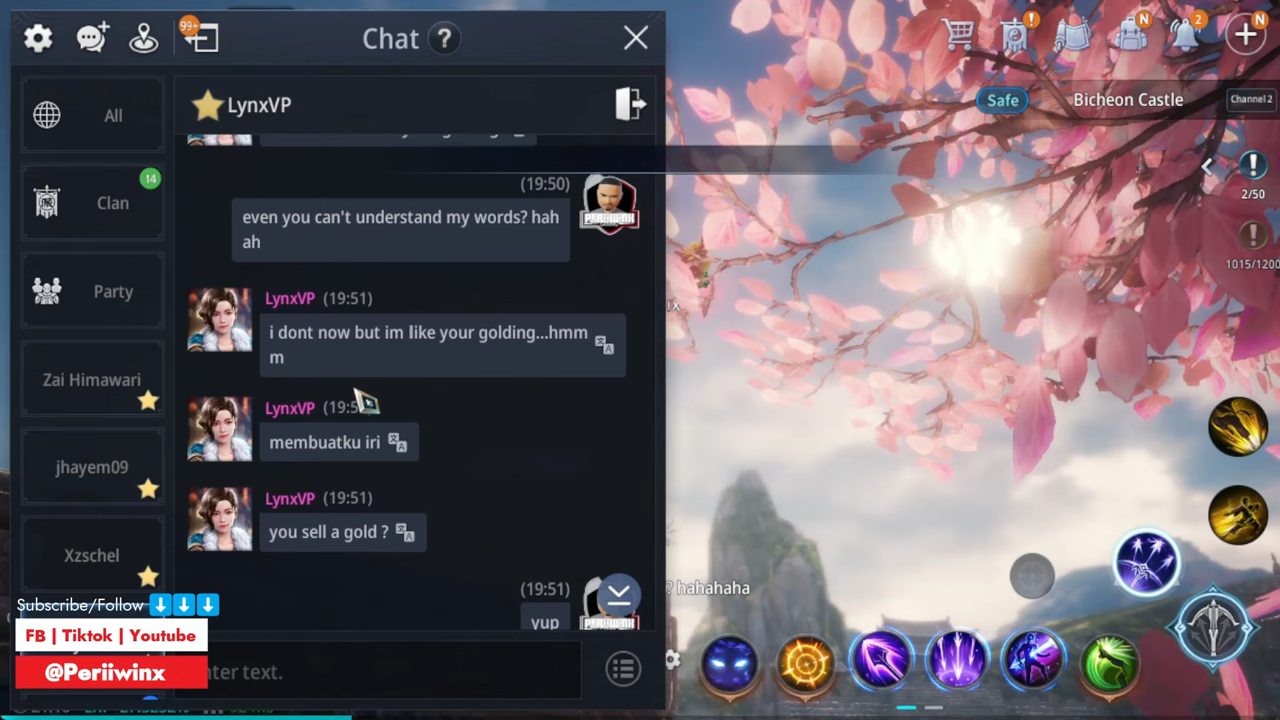 99+
Chat ?
N
2
N
All
LynxVP
Safe
Bicheon Castle
Channel 2
14
Clan
(19:50)
even you can't understand my words? hah
ah
2/50
1015/1200
Party
LynxVP (19:51)
i dont now but im like your golding...hmm
m
x
Zai Himawari
LynxVP
membuatku iri
jhayem09
LynxVP (19:51)
you sell a gold ?
Xzschel
(19:51)
yup
? hahahaha
Subscribe/Follow
FB | Tiktok | Youtube
@Periiwinx
nter text.